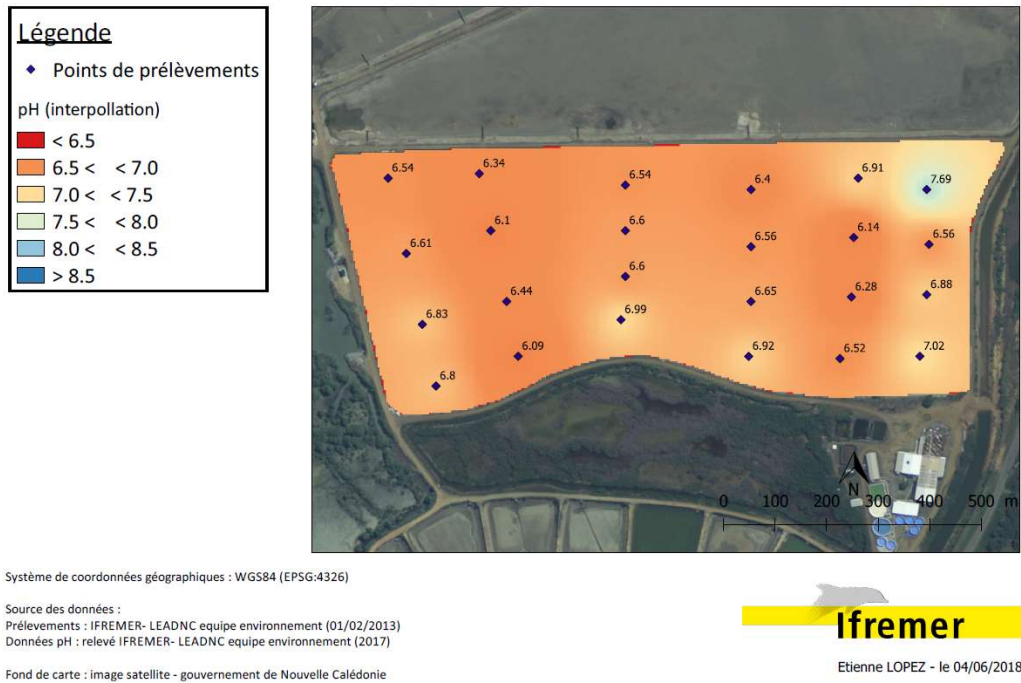 Légende
Points de prélèvements
pH (interpollation)
< 6.5
6.5 < < 7.0
7.0 < < 7.5
7.5 < < 8.0
8.0 < < 8.5
> 8.5
6.54
6.34
6.54
6.4
6.91
7.69
6.1
6.6
6.14
6.61
6.56
6.56
6.6
6.44
6.65
6.28
6.88
6.83
6.99
6.09
6.92
6.52
7.02
6.8
N
0 100 200 300 400 500 m
Système de coordonnées géographiques : WGS84 (EPSG:4326)
Source des données :
Prélevements : IFREMER- LEADNC equipe environnement (01/02/2013)
Données pH : relevé IFREMER- LEADNC equipe environnement (2017)
Fond de carte : image satellite - gouvernement de Nouvelle Calédonie
Ifremer
Etienne LOPEZ - le 04/06/2018